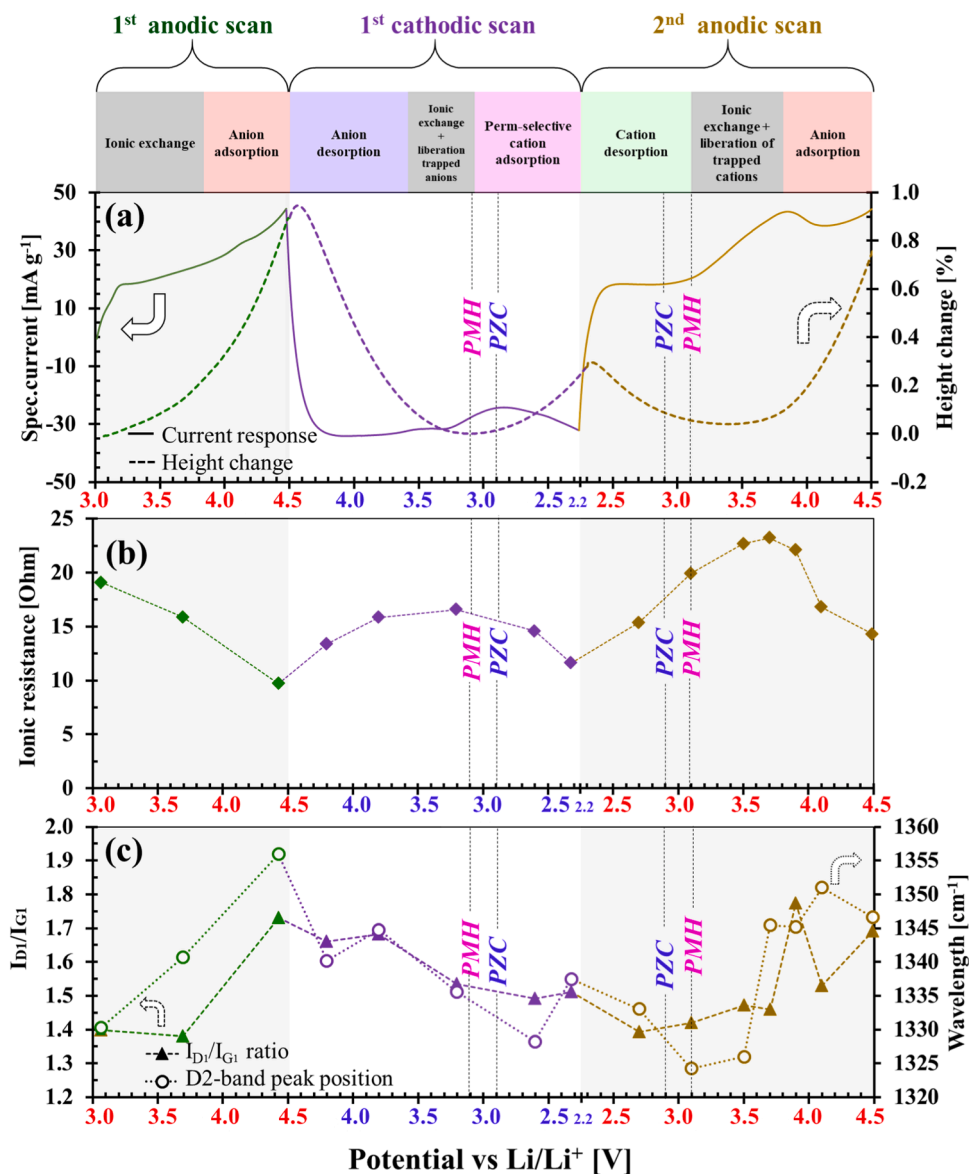 1st anodic scan
1st cathodic scan
2nd anodic scan
Ionic exchange
Anion
adsorption
Anion
desorption
Ionic
exchange
+
liberation
trapped
anions
Perm-selective
cation
adsorption
Cation
desorption
Ionic
exchange+
liberation of
trapped
cations
Anion
adsorption
(a)
Spec.current [mA g-1]
50
30
10
-10
-30
-50
Height change [%]
1.0
0.8
0.6
0.4
0.2
0.0
-0.2
PMH
PZC
PZC
PMH
Current response
Height change
3.0 3.5 4.0 4.5 4.0 3.5 3.0 2.5 2.2 2.5 3.0 3.5 4.0 4.5
(b)
Ionic resistance [Ohm]
25
20
15
10
5
0
PMH
PZC
PZC
PMH
3.0 3.5 4.0 4.5 4.0 3.5 3.0 2.5 2.2 2.5 3.0 3.5 4.0 4.5
(c)
ID1/IG1
2.0
1.9
1.8
1.7
1.6
1.5
1.4
1.3
1.2
Wavelength [cm-1]
1360
1355
1350
1345
1340
1335
1330
1325
1320
PMH
PZC
PZC
PMH
ID1/IG1 ratio
D2-band peak position
3.0 3.5 4.0 4.5 4.0 3.5 3.0 2.5 2.2 2.5 3.0 3.5 4.0 4.5
Potential vs Li/Li+ [V]